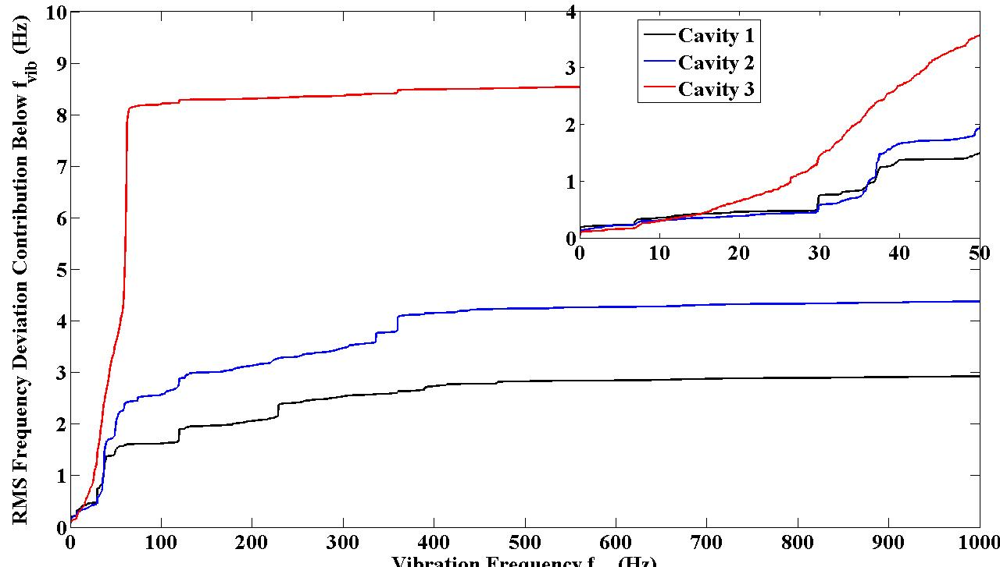 RMS Frequency Deviation Contribution Below f_vib (Hz)
10
9
8
7
6
5
4
3
2
1
0
0 100 200 300 400 500 600 700 800 900 1000
Vibration Frequency f (Hz)
4
3
2
1
0
0 10 20 30 40 50
Cavity 1
Cavity 2
Cavity 3